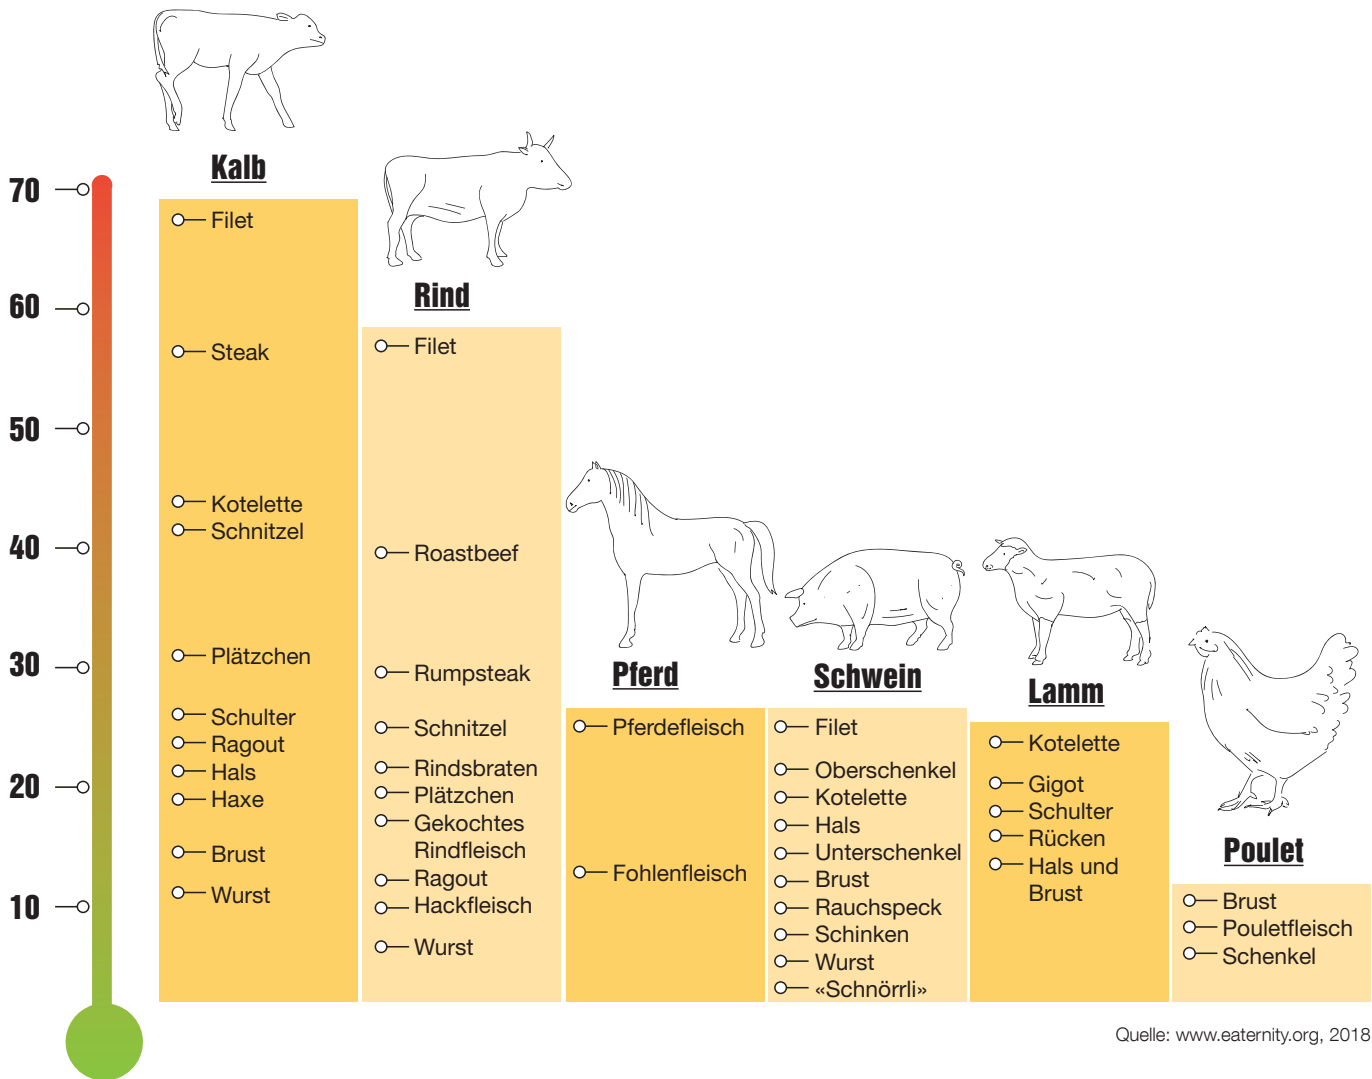 70
60
50
40
30
20
10
Kalb
Filet
Steak
Kotelette
Schnitzel
Plätzchen
Schulter
Ragout
Hals
Haxe
Brust
Wurst
Rind
Filet
Roastbeef
Rumpsteak
Schnitzel
Rindsbraten
Plätzchen
Gekochtes
Rindfleisch
Ragout
Hackfleisch
Wurst
Pferd
Pferdefleisch
Fohlenfleisch
Schwein
Filet
Oberschenkel
Kotelette
Hals
Unterschenkel
Brust
Rauchspeck
Schinken
Wurst
«Schnörrli»
Lamm
Kotelette
Gigot
Schulter
Rücken
Hals und
Brust
Poulet
Brust
Pouletfleisch
Schenkel
Quelle: www.eaternity.org, 2018